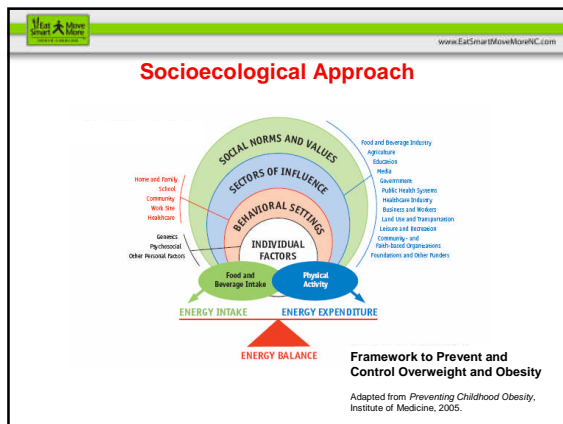 Eat Smart Move More
www.EatSmartMoveMoreNC.com
Socioecological Approach
SOCIAL NORMS AND VALUES
SECTORS OF INFLUENCE
BEHAVIORAL SETTINGS
INDIVIDUAL
FACTORS
Home and Family
School
Community
Work Site
Healthcare
Genetics
Psychosocial
Other Personal Factors
Food and Beverage Industry
Agriculture
Education
Media
Government
Public Health Systems
Healthcare Industry
Business and Workers
Land Use and Transportation
Leisure and Recreation
Community- and
Faith-based Organizations
Foundations and Other Funders
Food and
Beverage Intake
Physical
Activity
ENERGY INTAKE
ENERGY EXPENDITURE
ENERGY BALANCE
Framework to Prevent and
Control Overweight and Obesity
Adapted from Preventing Childhood Obesity,
Institute of Medicine, 2005.